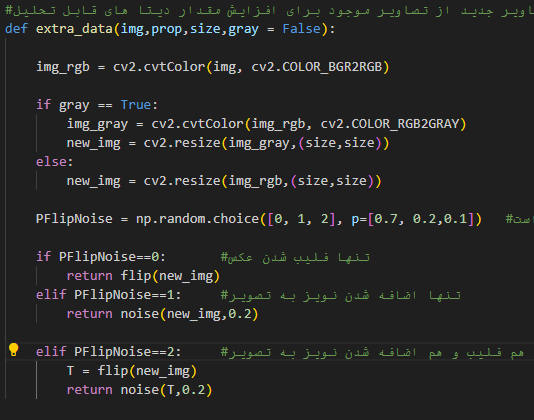 #ویر جدید از تصاویر موجود برای افزایش مقدار دیتا های قابل تحلیل
def extra_data(img,prop,size,gray = False):
img_rgb = cv2.cvtColor(img, cv2.COLOR_BGR2RGB)
if gray == True:
img_gray = cv2.cvtColor(img_rgb, cv2.COLOR_RGB2GRAY)
new_img = cv2.resize(img_gray,(size,size))
else:
new_img = cv2.resize(img_rgb,(size,size))
PFlipNoise = np.random.choice([0, 1, 2], p=[0.7, 0.2,0.1]) #است
if PFlipNoise==0: #تنها فلیپ شدن عکس
return flip(new_img)
elif PFlipNoise==1: #تنها اضافه شدن نویز به تصویر
return noise(new_img,0.2)
elif PFlipNoise==2: #هم فلیپ و هم اضافه شدن نویز به تصویر
T = flip(new_img)
return noise(T,0.2)